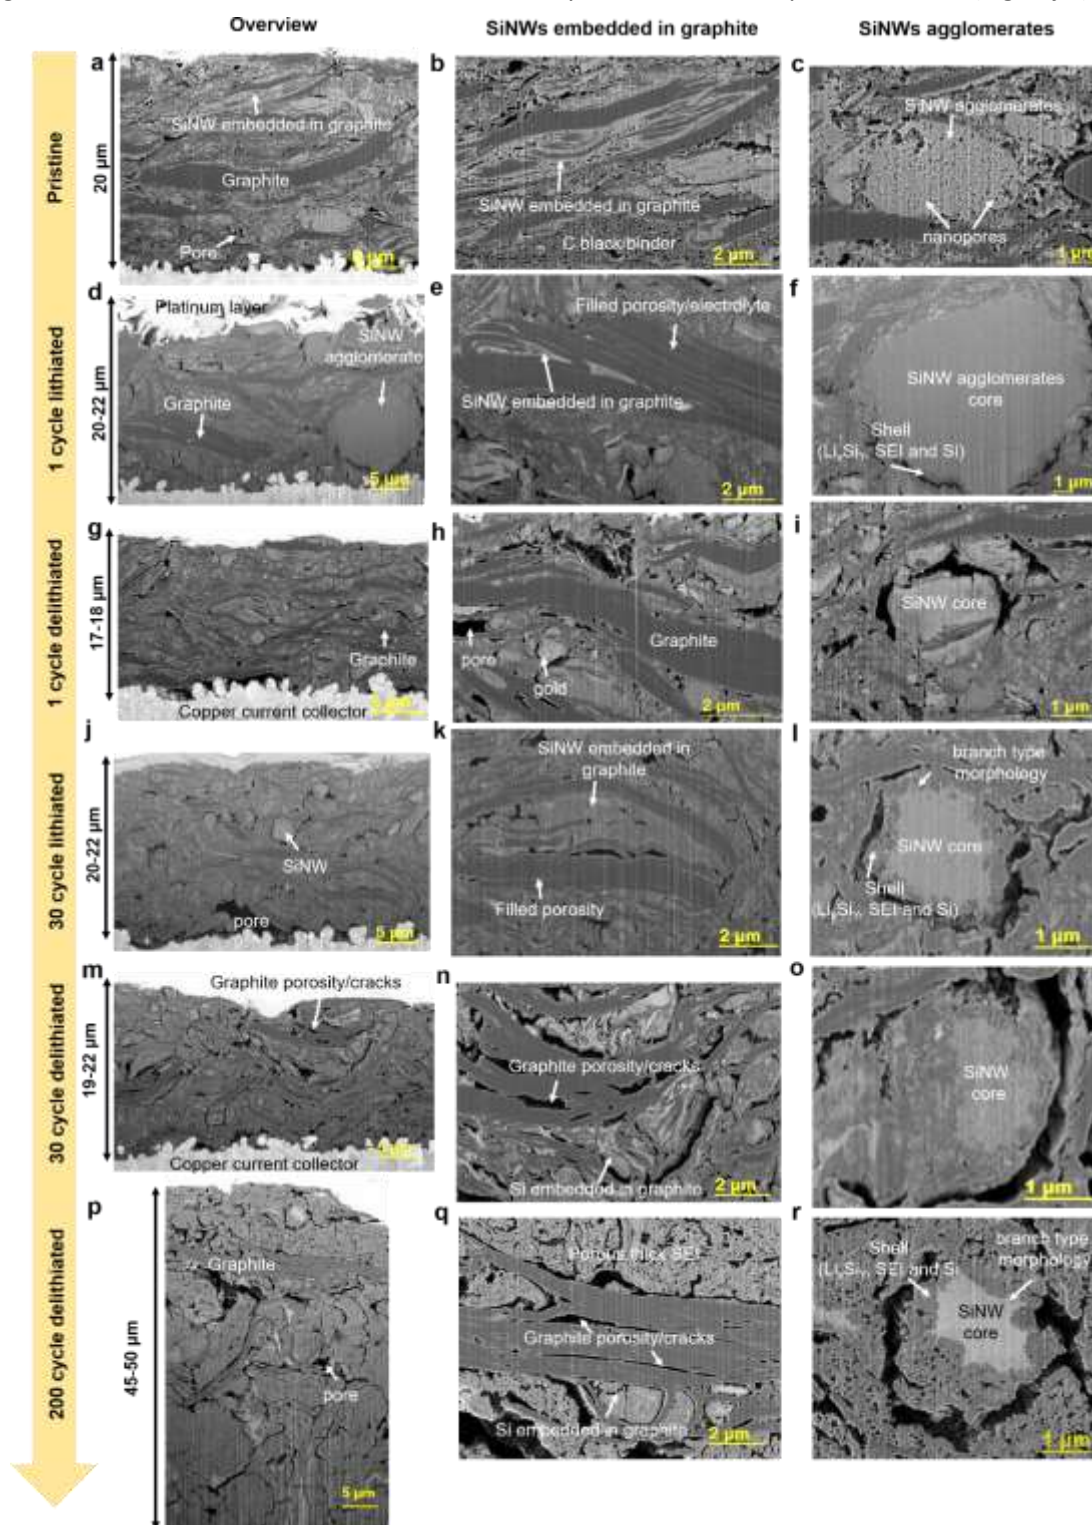 Overview
SiNWs embedded in graphite
SiNWs agglomerates
Pristine
20 µm
a
SiNW embedded in graphite
Graphite
Pore
b
SiNW embedded in graphite
C black/binder
2 µm
c
SiNW agglomerates
nanopores
1 µm
1 cycle lithiated
20-22 µm
d
Platinum layer
SiNW
agglomerate
Graphite
5 µm
e
Filled porosity/electrolyte
SiNW embedded in graphite
2 µm
f
SiNW agglomerates
core
Shell
SEI and Si)
1 µm
1 cycle delithiated
17-18 µm
g
Graphite
Copper current collector
h
Graphite
pore
gold
2 µm
i
SiNW core
1 µm
30 cycle lithiated
20-22 µm
j
SiNW
pore
5 µm
k
SiNW embedded in
graphite
Filled porosity
2 µm
l
branch type
morphology
SiNW core
Shell
SEI and Si)
1 µm
30 cycle delithiated
19-22 µm
m
Graphite porosity/cracks
Copper current collector
n
Graphite porosity/cracks
Si embedded in graphite
2 µm
o
SiNW
core
1 µm
200 cycle delithiated
45-50 µm
p
Graphite
pore
5 µm
q
Porous thick SEI
Graphite porosity/cracks
Si embedded in graphite
2 µm
r
Shell
SEI and Si
branch type
morphology
SiNW
core
1 µm